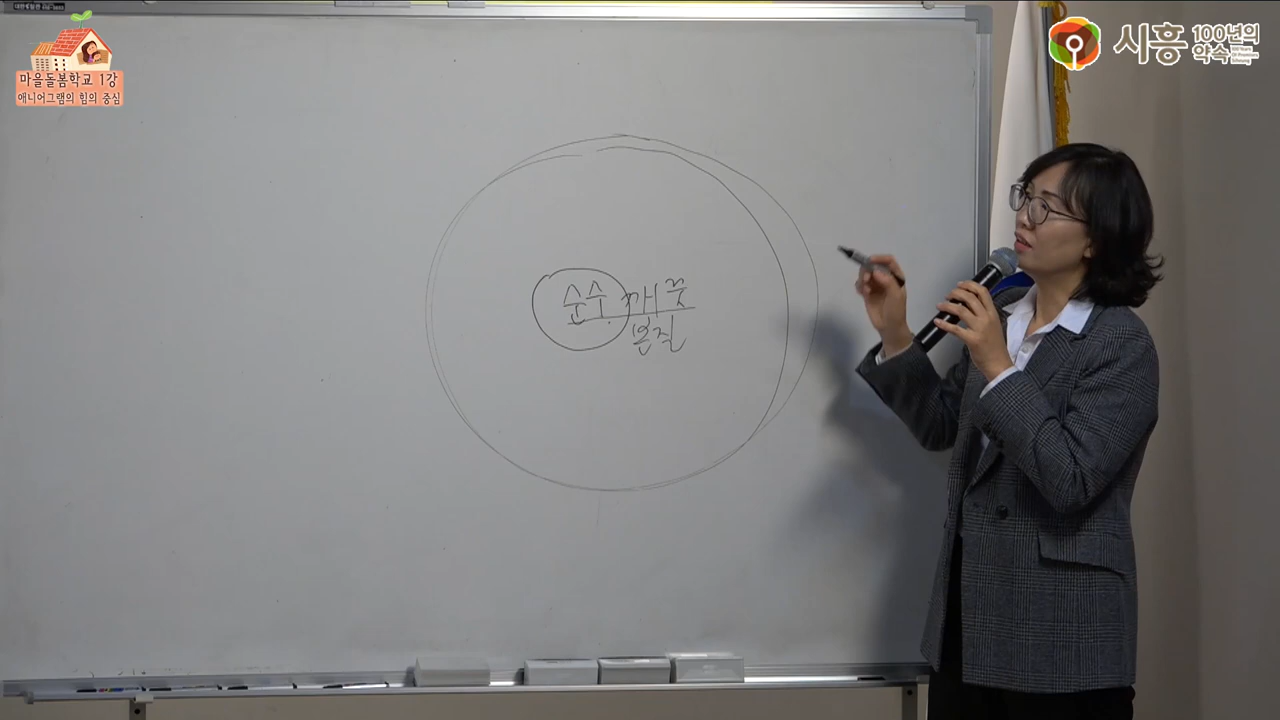 마을돌봄학교 1강
애니어그램의 힘의 중심
시흥
100년의
약속
순수 깨끗
본질